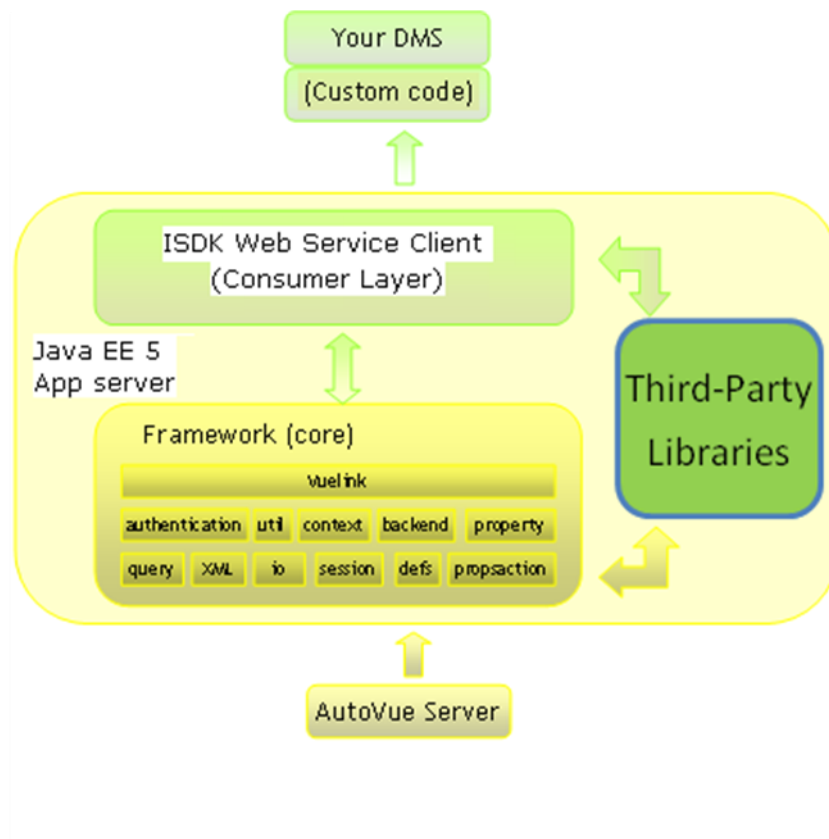 Your DMS
(Custom code)
ISDK Web Service Client
(Consumer Layer)
Java EE 5
App server
Third-Party
Libraries
Framework (core)
Vuelink
authentication util context backend property
query XML io session defs propsaction
AutoVue Server